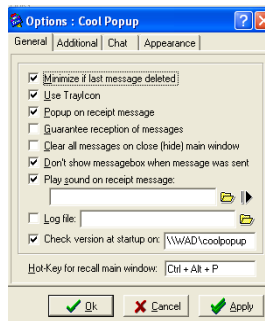 Options : Cool Popup
General Additional Chat Appearance
Minimize if last message deleted
Use TrayIcon
Popup on receipt message
Guarantee reception of messages
Clear all messages on close (hide) main window
Don't show messagebox when message was sent
Play sound on receipt message:
Log file:
Check version at startup on: \\WAD\coolpopup
Hot-Key for recall main window: Ctrl + Alt + P
Ok Cancel Apply